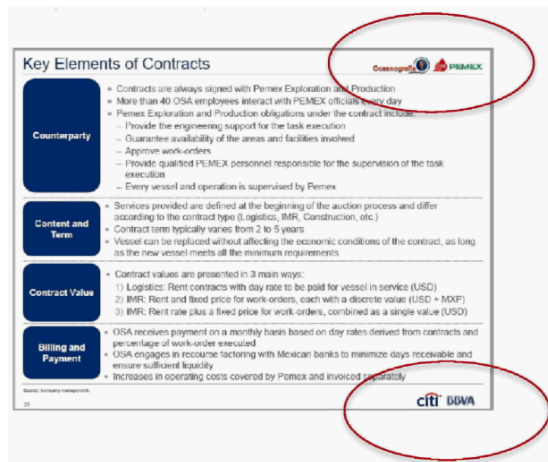 Key Elements of Contracts
Oceanografía PEMEX
Counterparty
Contracts are always signed with Pemex Exploration and Production
More than 40 OSA employees interact with PEMEX officials every day
Pemex Exploration and Production obligations under the contract include:
– Provide the engineering support for the task execution
– Guarantee availability of the areas and facilities involved
– Approve work-orders
– Provide qualified PEMEX personnel responsible for the supervision of the task
execution
– Every vessel and operation is supervised by Pemex
Content and
Term
Services provided are defined at the beginning of the auction process and differ
according to the contract type (Logistics, IMR, Construction, etc.)
Contract term typically varies from 2 to 5 years
Vessel can be replaced without affecting the economic conditions of the contract, as long
as the new vessel meets all the minimum requirements
Contract Value
Contract values are presented in 3 main ways:
1) Logistics: Rent contracts with day rate to be paid for vessel in service (USD)
2) IMR: Rent and fixed price for work-orders, each with a discrete value (USD + MXP)
3) IMR: Rent rate plus a fixed price for work orders, combined as a single value (USD)
Billing and
Payment
OSA receives payment on a monthly basis based on day rates derived from contracts and
percentage of work-order executed
OSA engages in recourse factoring with Mexican banks to minimize days receivable and
ensure sufficient liquidity
Increases in operating costs covered by Pemex and invoiced separately
Source: Company management.
citi BBVA